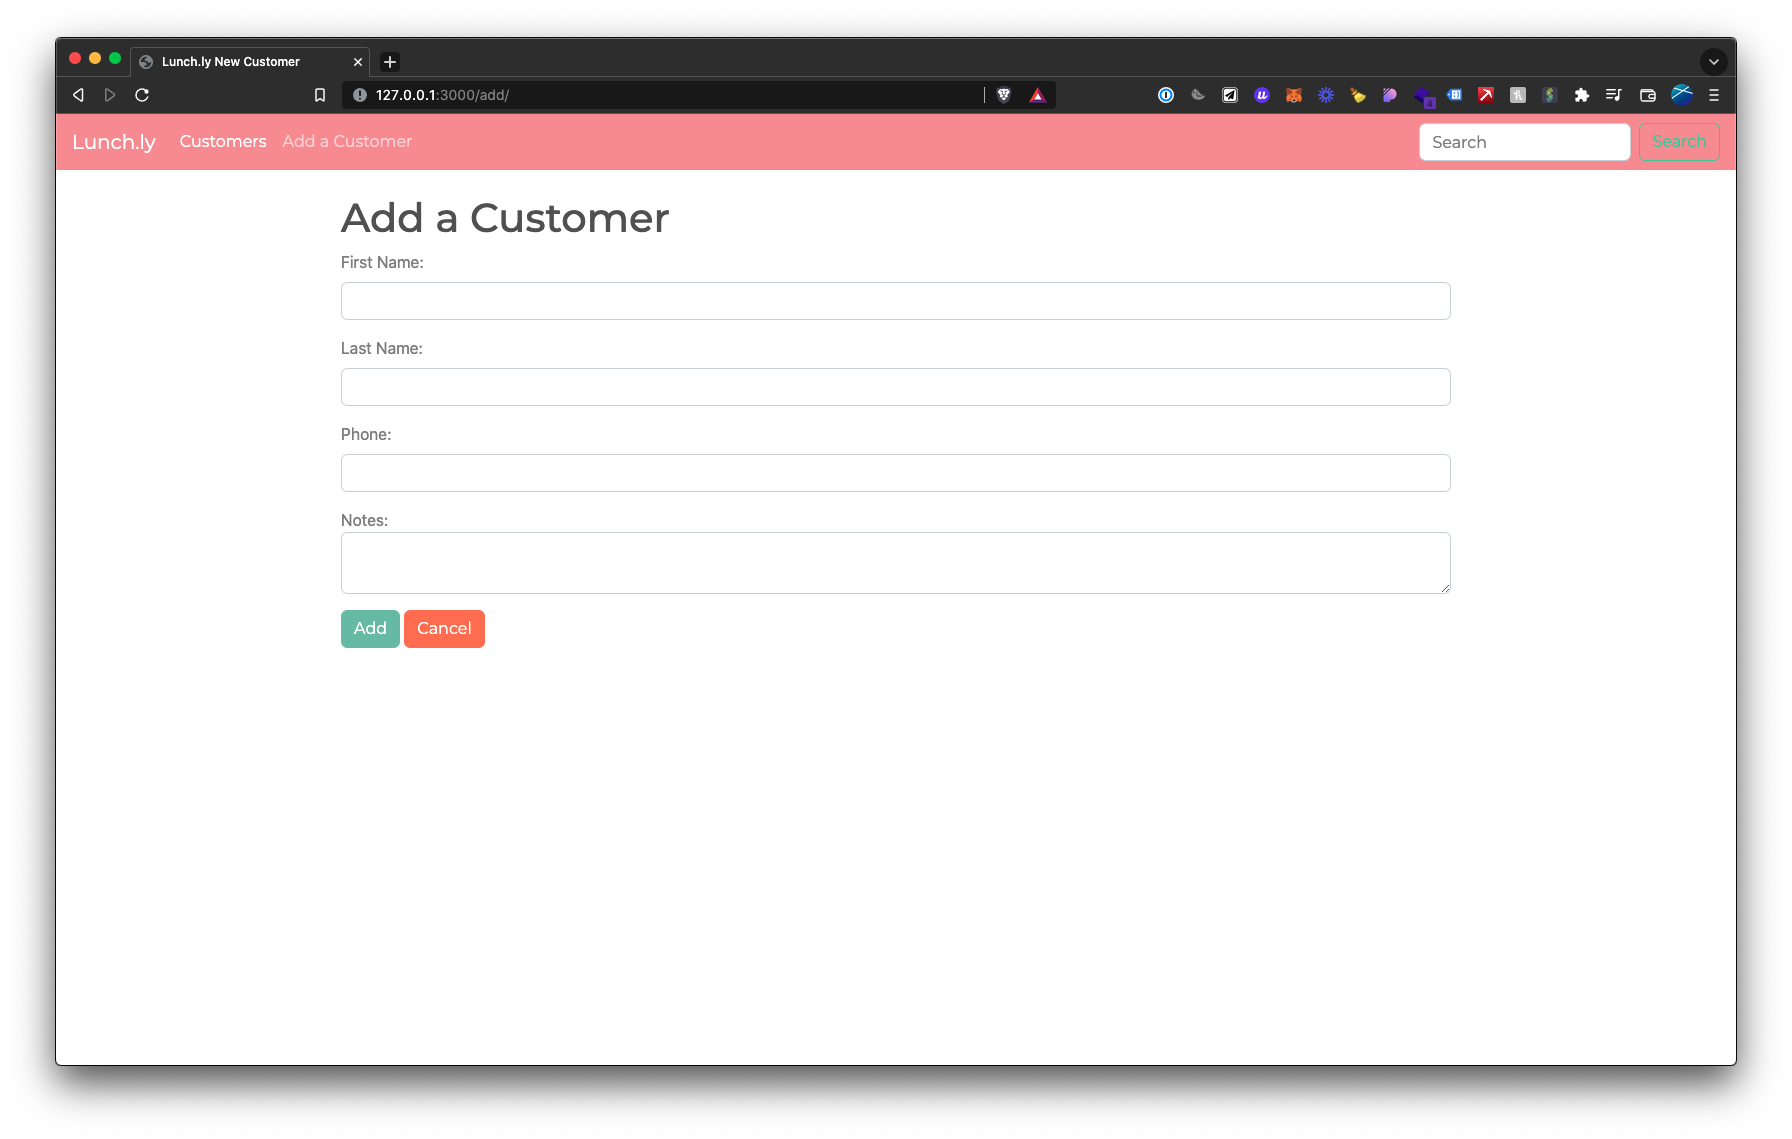 Lunch.ly New Customer
127.0.0.1:3000/add/
4
Lunch.ly Customers Add a Customer Search Search
Add a Customer
First Name:
Last Name:
Phone:
Notes:
Add Cancel